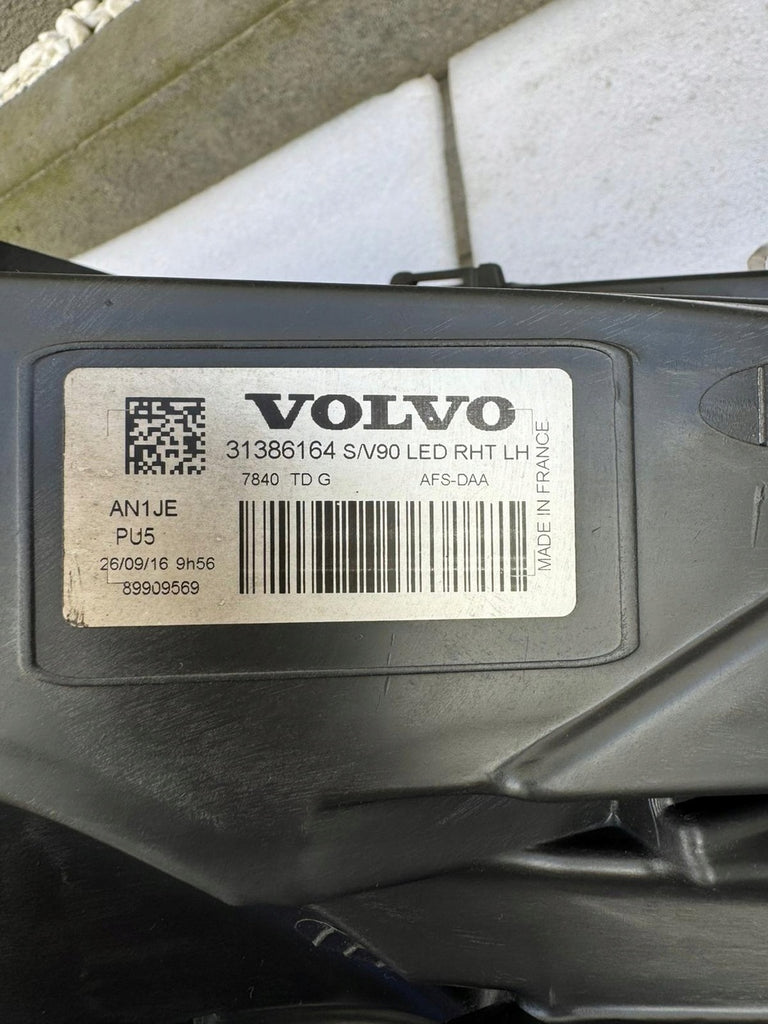 VOLVO
31386164 S/V90 LED RHT LH
7840 TD G AFS-DAA
AN1JE
PU5
26/09/16 9h56
89909569
MADE IN FRANCE